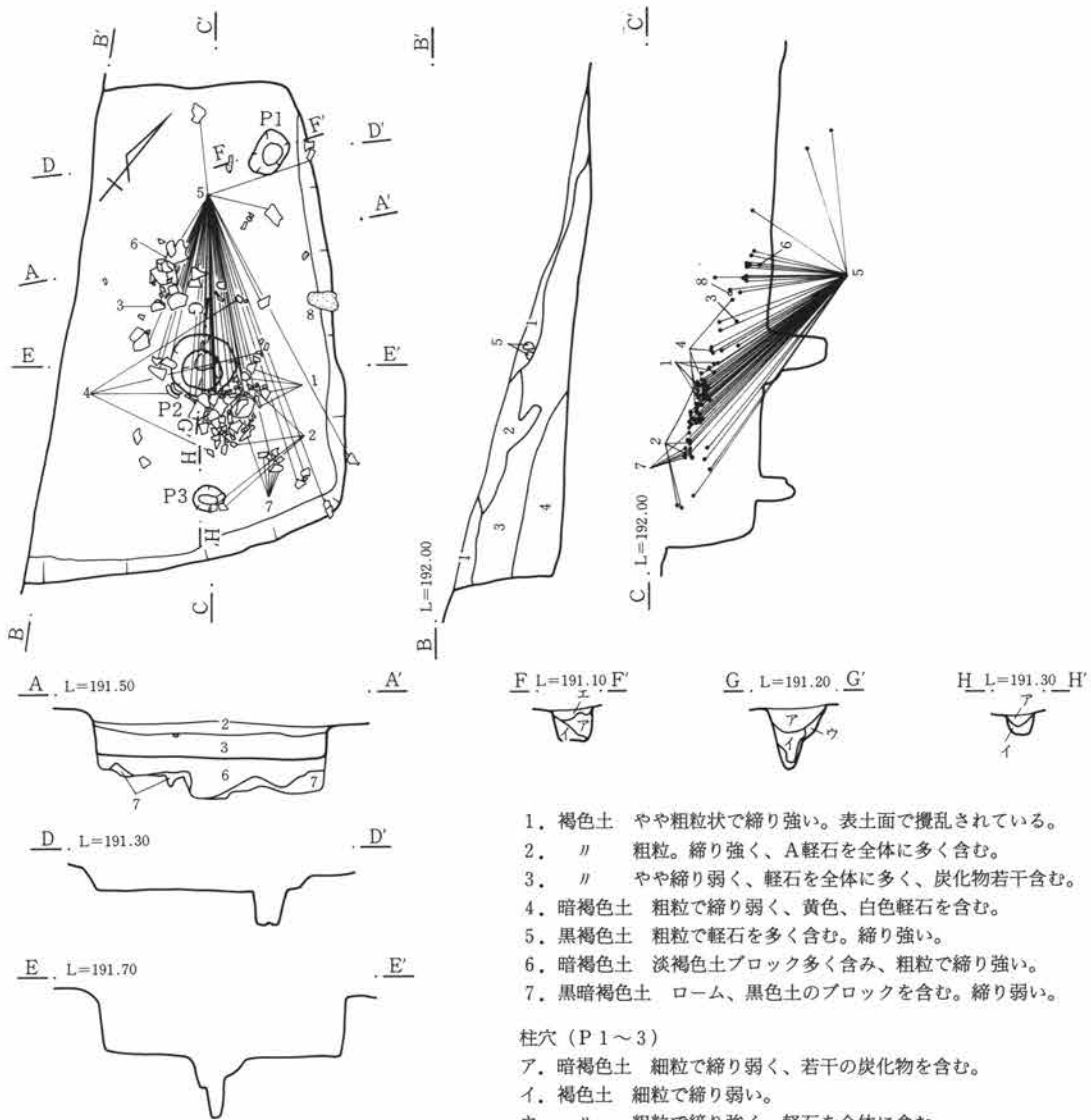 B′
C′
P1
F′
D′
F
D
5
A′
6
A
3
G
8
E
E′
4
1
P2
G′
2
H
P3
7
H′
C
B
B′
1
5
2
3
4
1
B L=192.00
C′
6
5
8
3
4
1
2
7
C L=192.00
A L=191.50 A′
2
3
6
7
7
D L=191.30 D′
E L=191.70 E′
F L=191.10 F′
エ
ア
イ
G L=191.20 G′
ア
イ
ウ
H L=191.30 H′
ア
イ
1．褐色土 やや粗粒状で締り強い。表土面で攪乱されている。
2． 〃 粗粒。締り強く、A軽石を全体に多く含む。
3． 〃 やや締り弱く、軽石を全体に多く、炭化物若干含む。
4．暗褐色土 粗粒で締り弱く、黄色、白色軽石を含む。
5．黒褐色土 粗粒で軽石を多く含む。締り強い。
6．暗褐色土 淡褐色土ブロック多く含み、粗粒で締り強い。
7．黒暗褐色土 ローム、黒色土のブロックを含む。締り弱い。
柱穴（P1～3）
ア．暗褐色土 細粒で締り弱く、若干の炭化物を含む。
イ．褐色土 細粒で締り弱い。